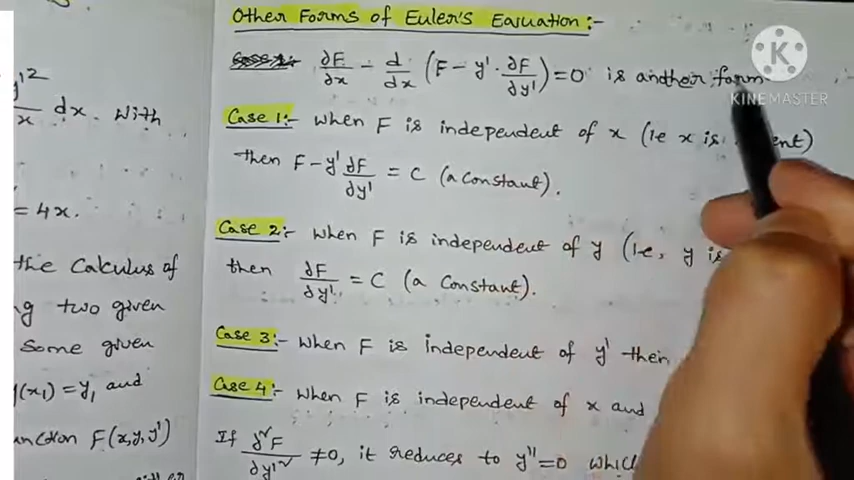 y'² / x dx. With
= 4x.
the Calculus of
two given
Some given
y(x₁) = y₁ and
F(x,y,y')
Other Forms of Euler's Eauation:-
∂F/∂x - d/dx (F - y' . ∂F/∂y') = 0 is another form
K
KINEMASTER
Case 1:- When F is independent of x (ie x is
then F - y' ∂F/∂y' = C (a constant).
Case 2:- When F is independent of y (ie, y is
then ∂F/∂y' = C (a Constant).
Case 3:- When F is independent of y' then
Case 4:- When F is independent of x and
If ∂²F/∂y'² ≠ 0, it reduces to y'' = 0 which